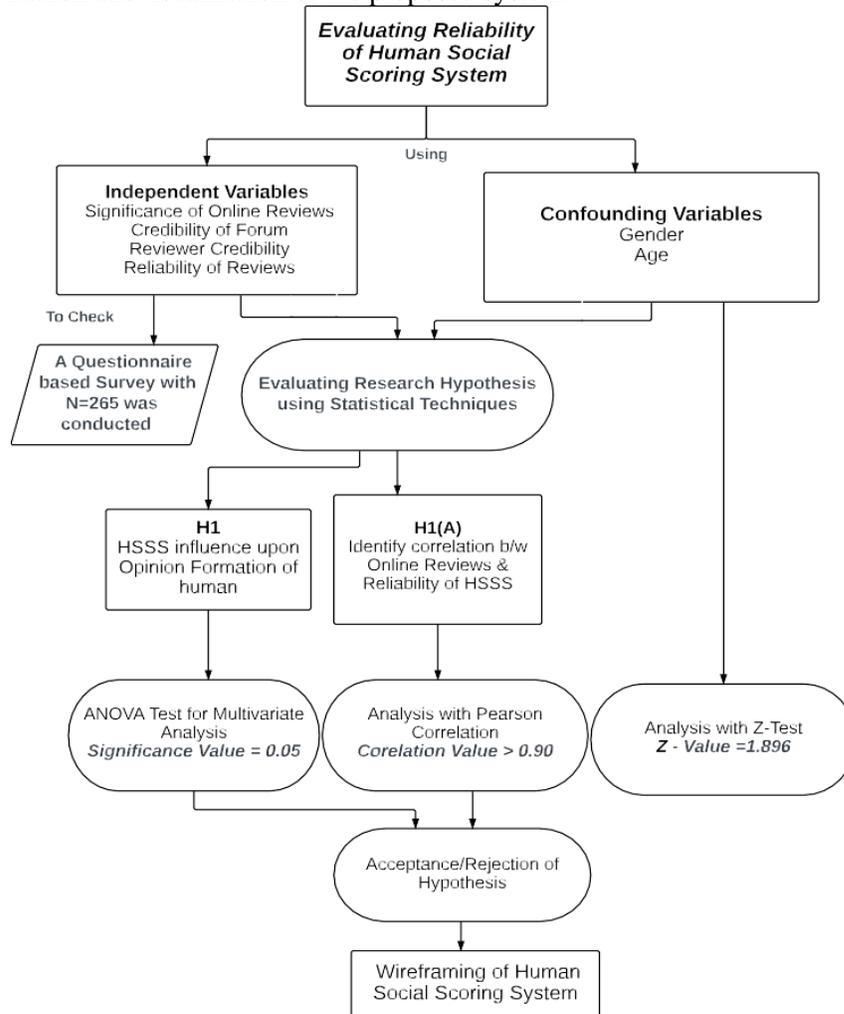 Evaluating Reliability
of Human Social
Scoring System
Using
Independent Variables
Significance of Online Reviews
Credibility of Forum
Reviewer Credibility
Reliability of Reviews
Confounding Variables
Gender
Age
To Check
A Questionnaire
based Survey with
N=265 was
conducted
Evaluating Research Hypothesis
using Statistical Techniques
H1
HSSS influence upon
Opinion Formation of
human
H1(A)
Identify correlation b/w
Online Reviews &
Reliability of HSSS
ANOVA Test for Multivariate
Analysis
Significance Value = 0.05
Analysis with Pearson
Correlation
Corelation Value > 0.90
Analysis with Z-Test
Z - Value =1.896
Acceptance/Rejection of
Hypothesis
Wireframing of Human
Social Scoring System